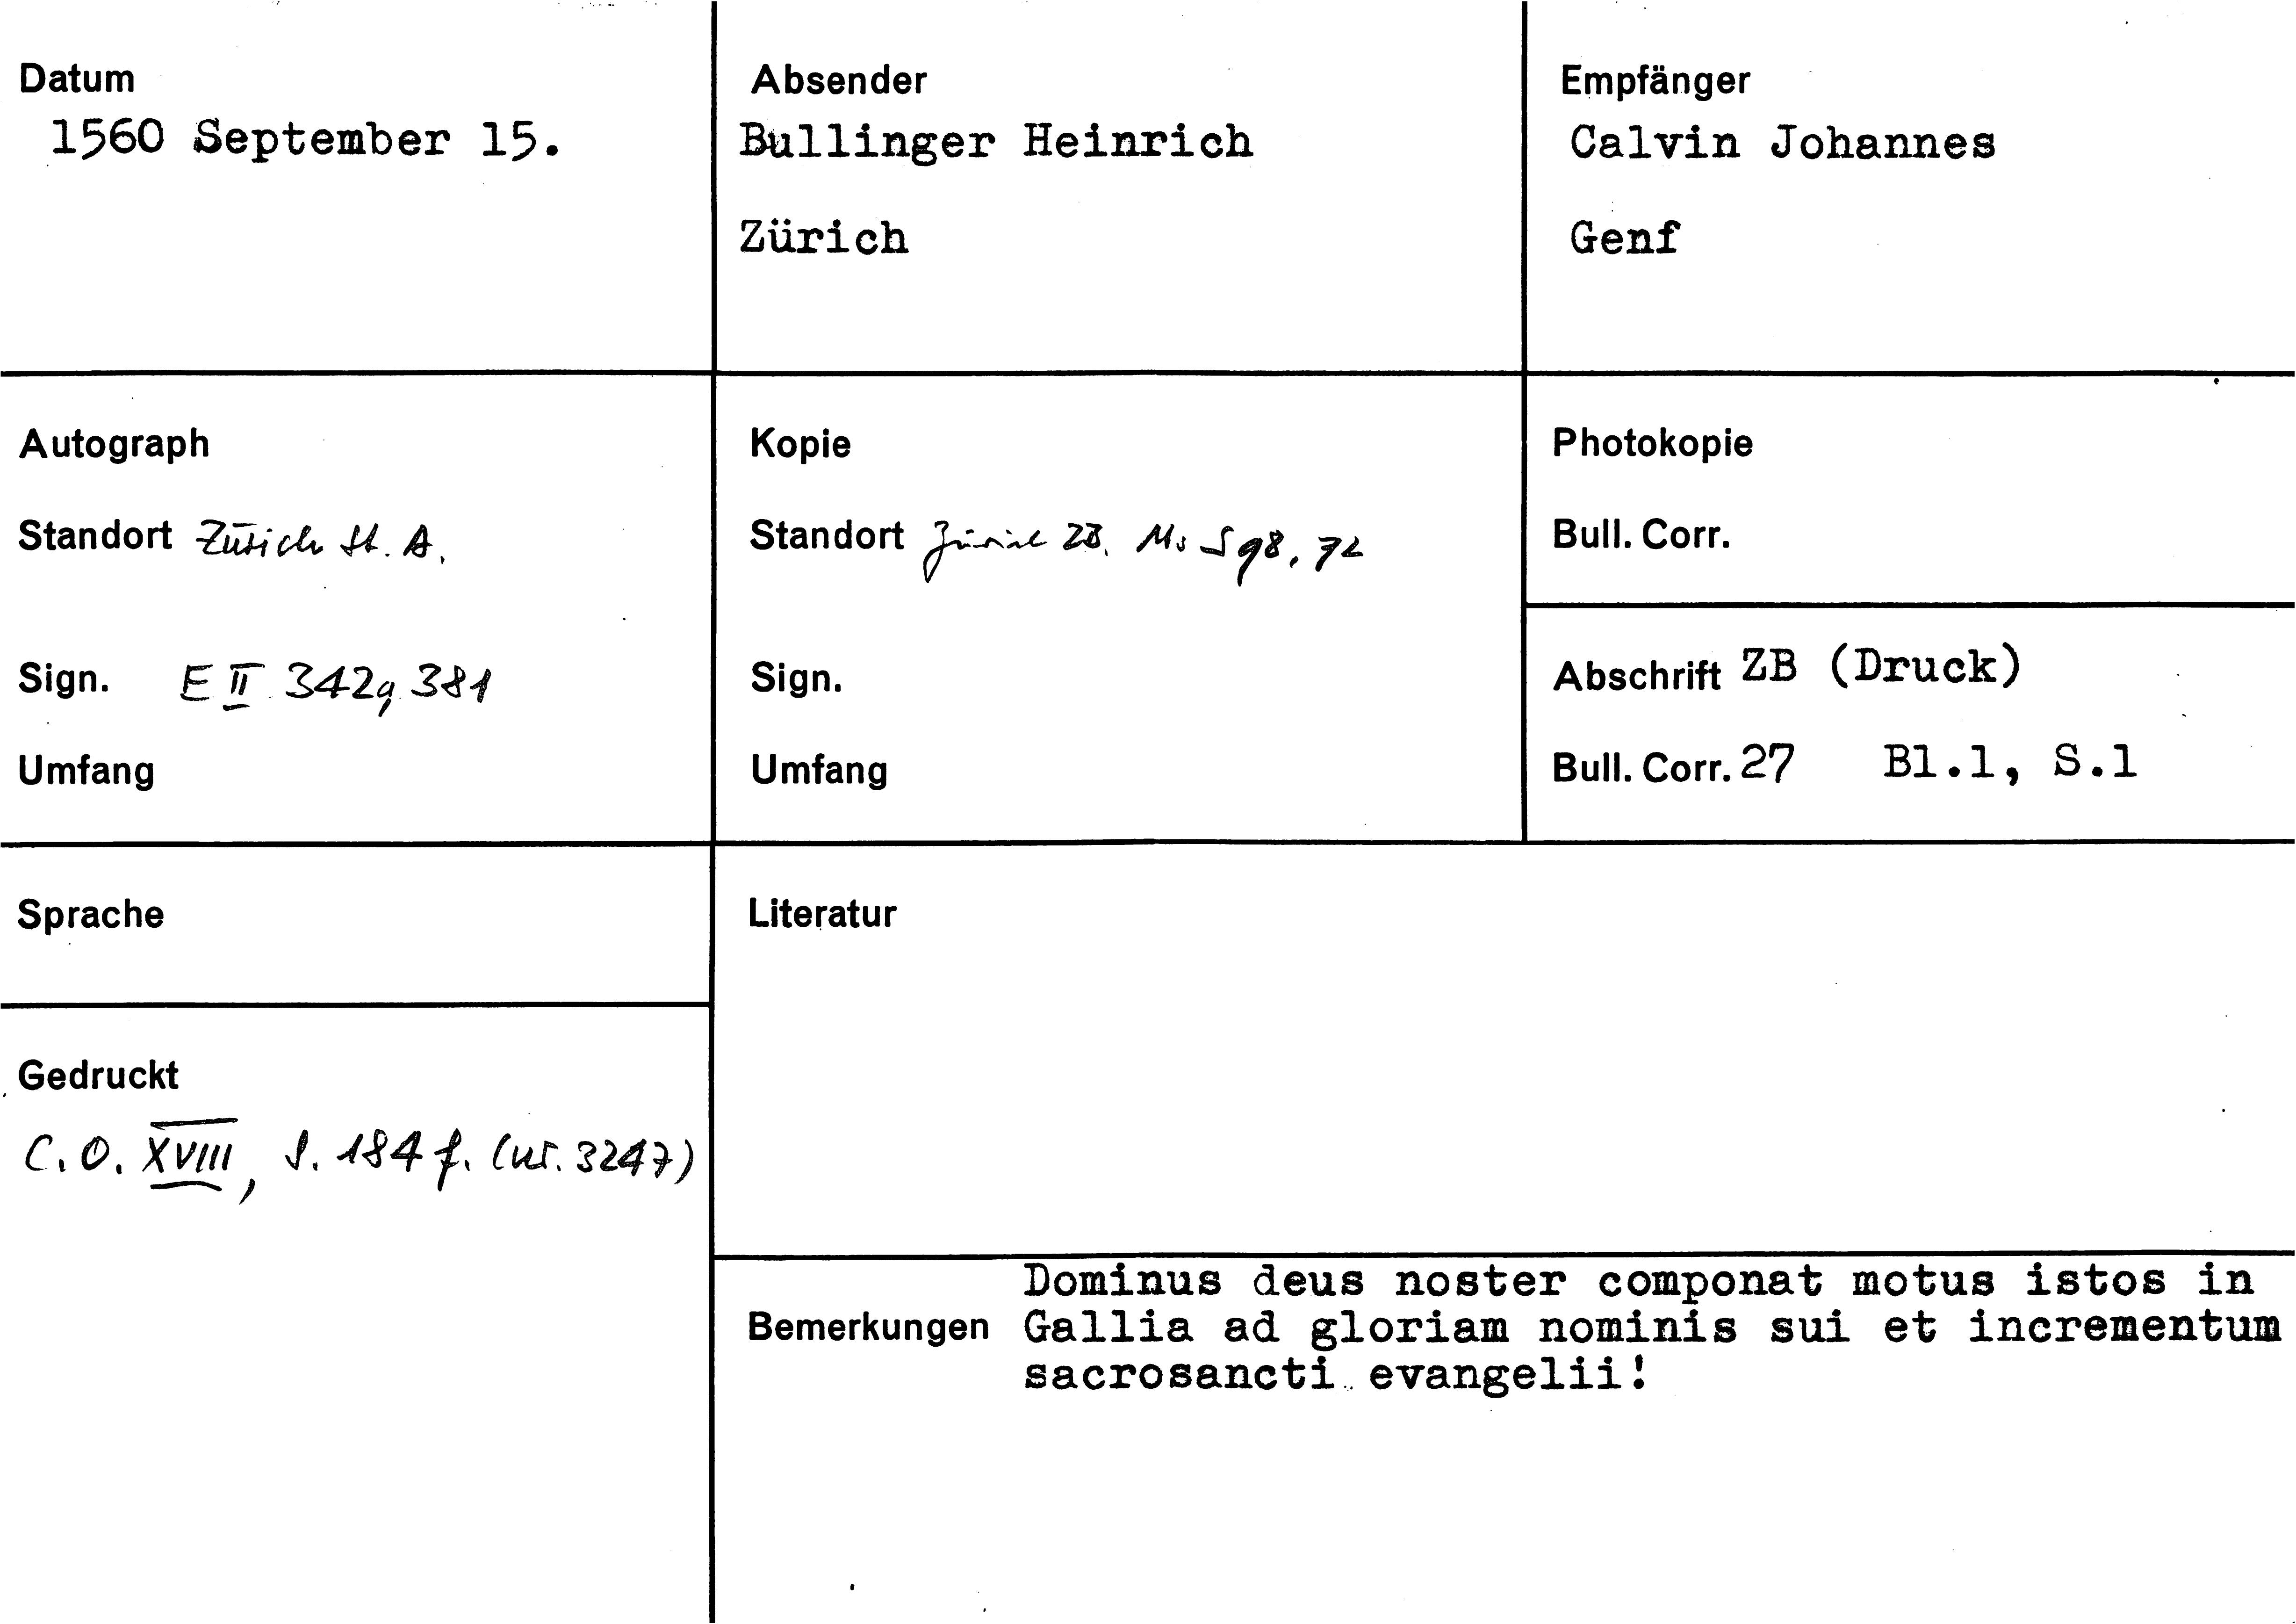 Datum
1560 September 15.
Absender
Bullinger Heinrich
Zürich
Empfänger
Calvin Johannes
Genf
Autograph
Standort Zürich St. A.
Sign. E II 342a, 381
Umfang
Kopie
Standort Zürich ZB. Ms S 98, 72
Sign.
Umfang
Photokopie
Bull. Corr.
Abschrift ZB (Druck)
Bull. Corr. 27 Bl.1, S.1
Sprache
Literatur
Gedruckt
C. O. XVIII, S. 184 f. (nr. 3247)
Bemerkungen
Dominus deus noster componat motus istos in
Gallia ad gloriam nominis sui et incrementum
sacrosancti evangelii!